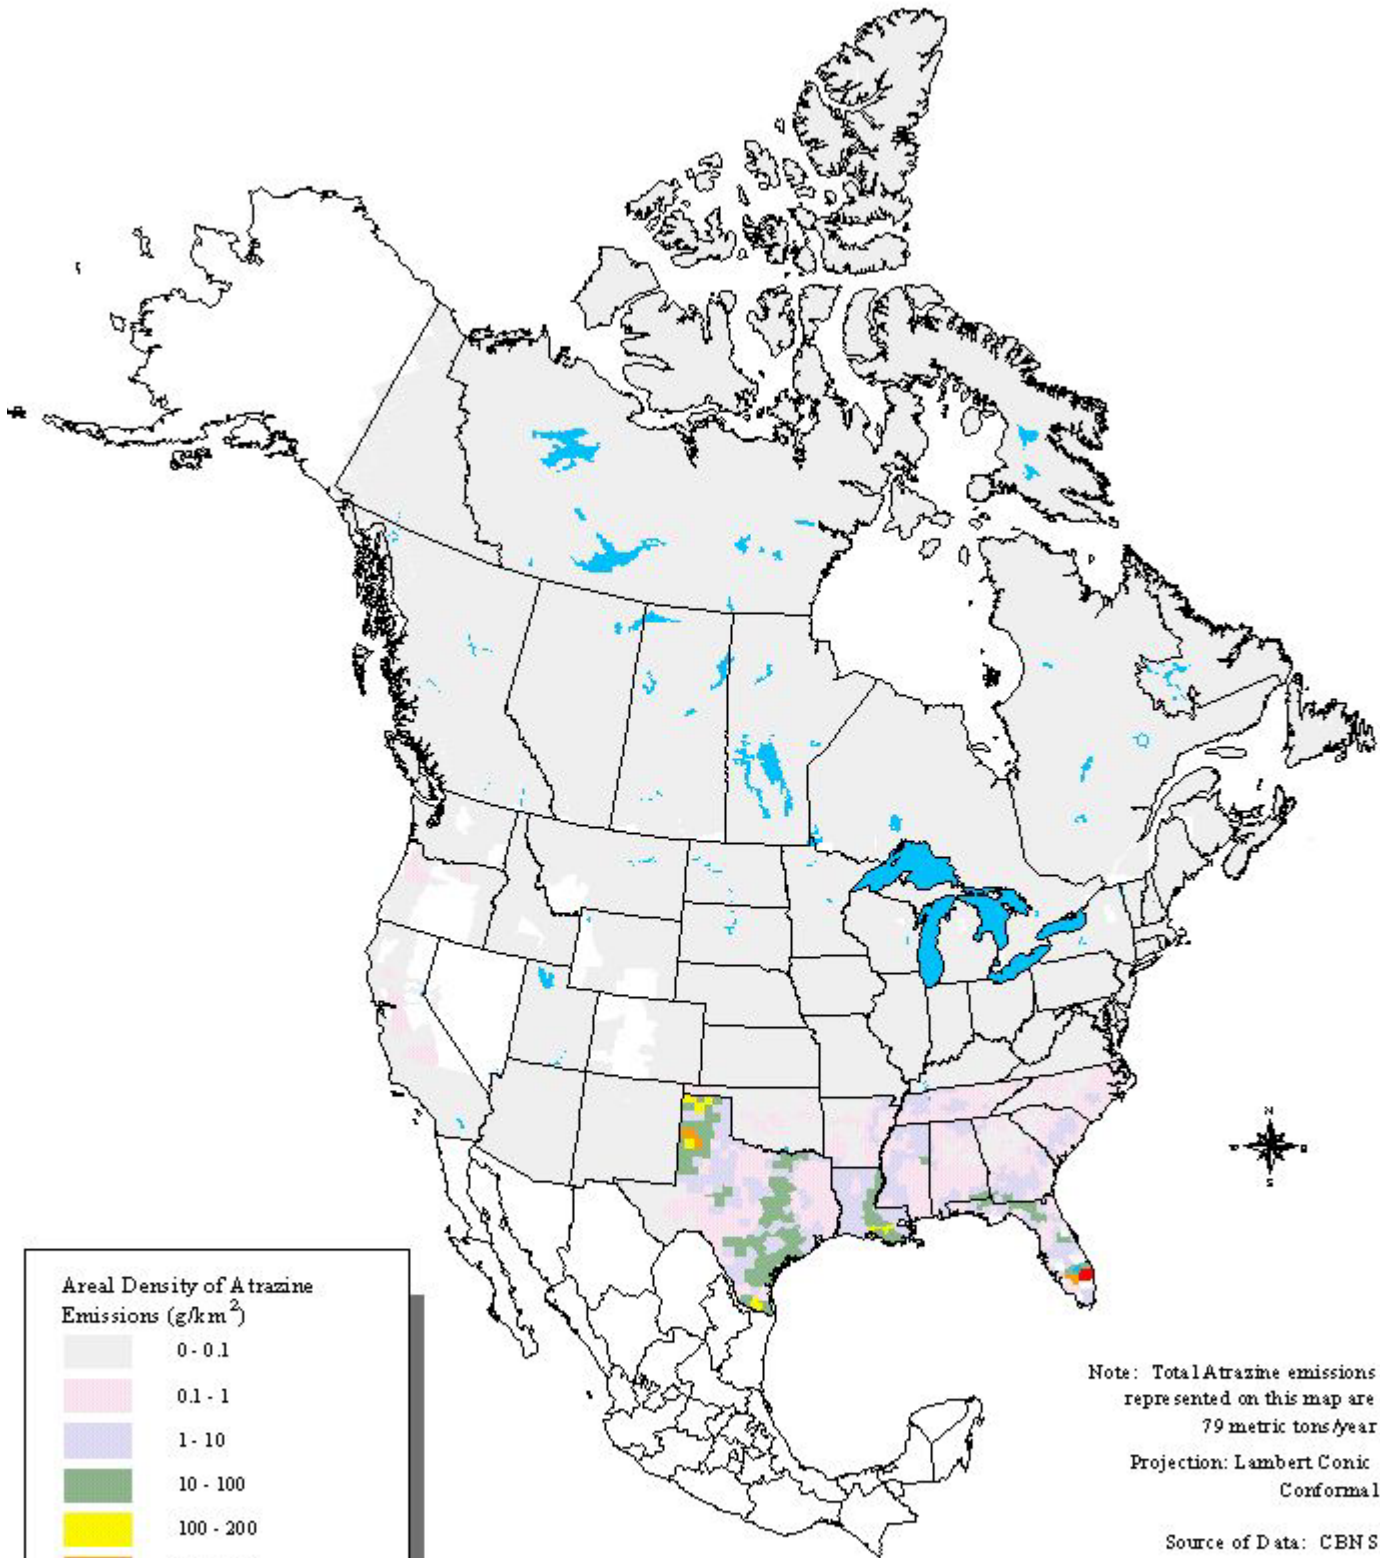 N
S
Areal Density of Atrazine
Emissions (g/km²)
0 - 0.1
0.1 - 1
1 - 10
10 - 100
100 - 200
Note: Total Atrazine emissions
represented on this map are
79 metric tons/year
Projection: Lambert Conic
Conformal
Source of Data: CBNS